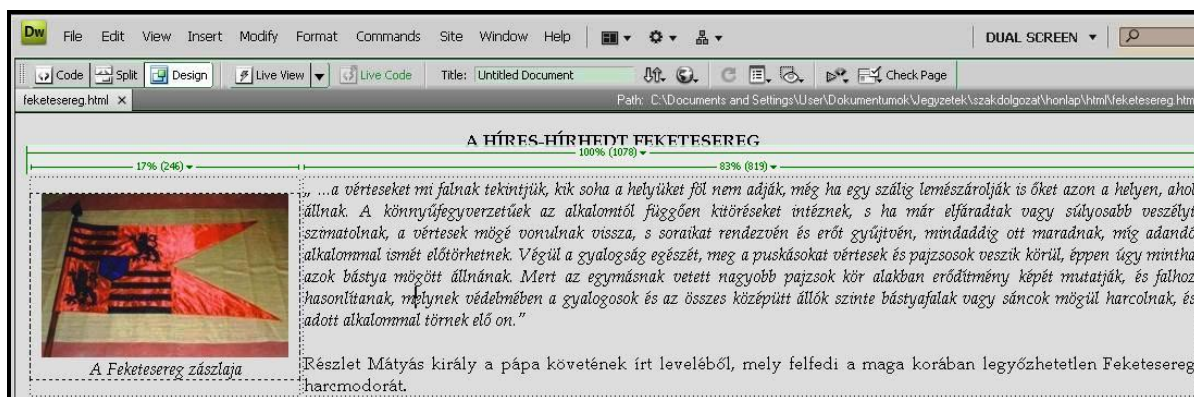 Dw File Edit View Insert Modify Format Commands Site Window Help DUAL SCREEN
Code Split Design Live View Live Code Title: Untitled Document Check Page
feketesereg.html × Path: C:\Documents and Settings\User\Dokumentumok\Jegyzetek\szakdolgozat\honlap\html\feketesereg.htm
A HÍRES-HÍRHEDT FEKETESEREG
100% (1078)
17% (246) 83% (819)
„ ...a vérteseket mi falnak tekintjük, kik soha a helyüket föl nem adják, még ha egy szálig lemészárolják is őket azon a helyen, ahol
állnak. A könnyűfegyverzetűek az alkalomtól függően kitöréseket intéznek, s ha már elfáradtak vagy súlyosabb veszélyt
szimatolnak, a vértesek mögé vonulnak vissza, s soraikat rendezvén és erőt gyűjtvén, mindaddig ott maradnak, míg adandó
alkalommal ismét előtörhetnek. Végül a gyalogság egészét, meg a puskásokat vértesek és pajzsosok veszik körül, éppen úgy mintha
azok bástya mögött állnának. Mert az egymásnak vetett nagyobb pajzsok kör alakban erődítmény képét mutatják, és falhoz
hasonlítanak, melynek védelmében a gyalogosok és az összes középütt állók szinte bástyafalak vagy sáncok mögül harcolnak, és
adott alkalommal törnek elő on.”
A Feketesereg zászlaja
Részlet Mátyás király a pápa követének írt leveléből, mely felfedi a maga korában legyőzhetetlen Feketesereg
harcmodorát.